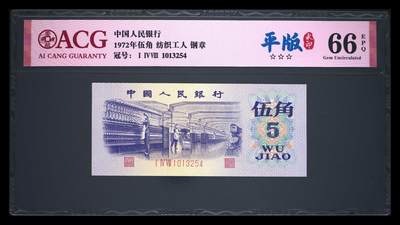 ACG
AI CANG GUARANTY
中国人民银行
1972年伍角 纺织工人 钢章
冠号： I IV VIII 1013254
平版
☆☆☆
66 EPQ
Gem Uncirculated
中国人民银行
伍角
5
WU
JIAO
I IV VIII 1013254